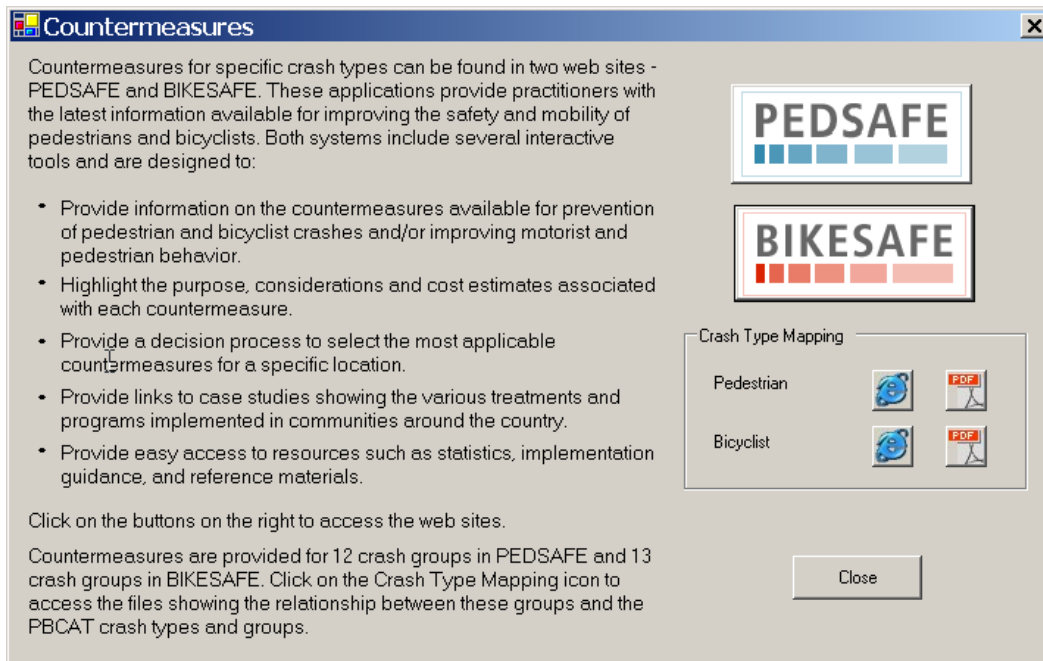 Countermeasures
Countermeasures for specific crash types can be found in two web sites -
PEDSAFE and BIKESAFE. These applications provide practitioners with
the latest information available for improving the safety and mobility of
pedestrians and bicyclists. Both systems include several interactive
tools and are designed to:
• Provide information on the countermeasures available for prevention
of pedestrian and bicyclist crashes and/or improving motorist and
pedestrian behavior.
• Highlight the purpose, considerations and cost estimates associated
with each countermeasure.
• Provide a decision process to select the most applicable
countermeasures for a specific location.
• Provide links to case studies showing the various treatments and
programs implemented in communities around the country.
• Provide easy access to resources such as statistics, implementation
guidance, and reference materials.
Click on the buttons on the right to access the web sites.
Countermeasures are provided for 12 crash groups in PEDSAFE and 13
crash groups in BIKESAFE. Click on the Crash Type Mapping icon to
access the files showing the relationship between these groups and the
PBCAT crash types and groups.
PEDSAFE
BIKESAFE
Crash Type Mapping
Pedestrian
PDF
Bicyclist
PDF
Close